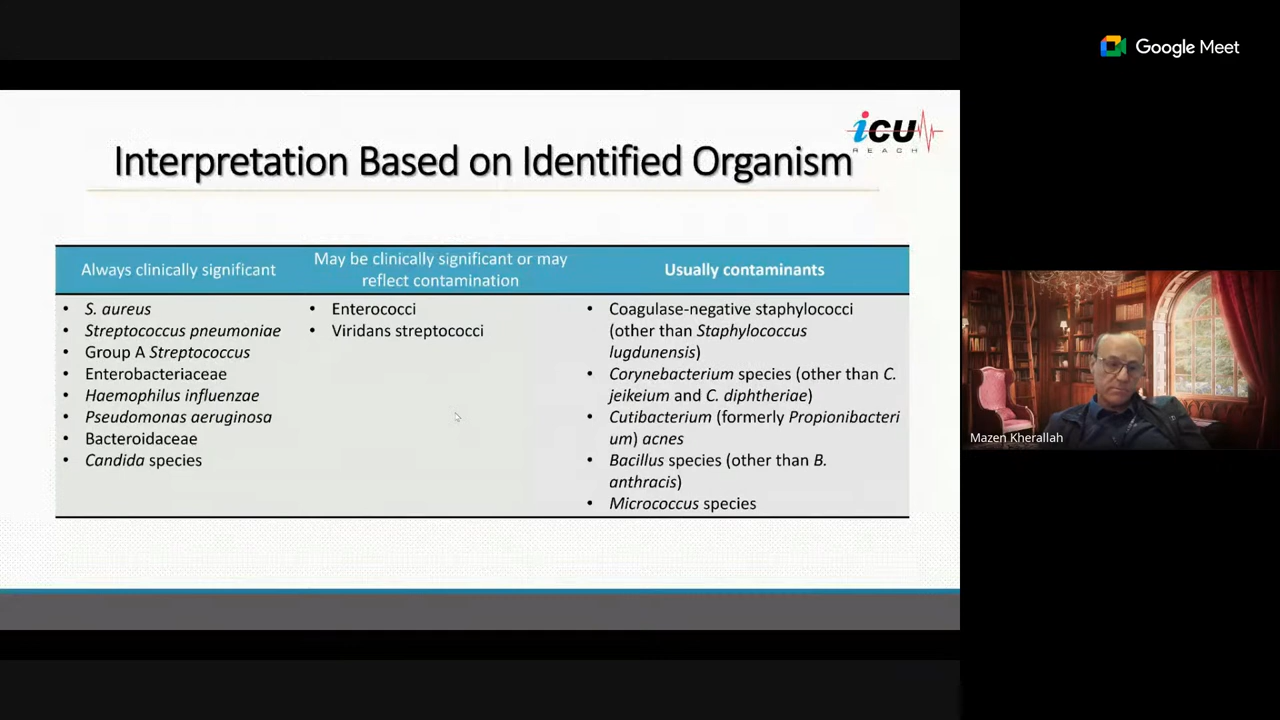 Google Meet
iCU
REACH
Interpretation Based on Identified Organism
Always clinically significant
May be clinically significant or may
reflect contamination
Usually contaminants
• S. aureus
• Streptococcus pneumoniae
• Group A Streptococcus
• Enterobacteriaceae
• Haemophilus influenzae
• Pseudomonas aeruginosa
• Bacteroidaceae
• Candida species
• Enterococci
• Viridans streptococci
• Coagulase-negative staphylococci
(other than Staphylococcus
lugdunensis)
• Corynebacterium species (other than C.
jeikeium and C. diphtheriae)
• Cutibacterium (formerly Propionibacteri
um) acnes
• Bacillus species (other than B.
anthracis)
• Micrococcus species
Mazen Kherallah